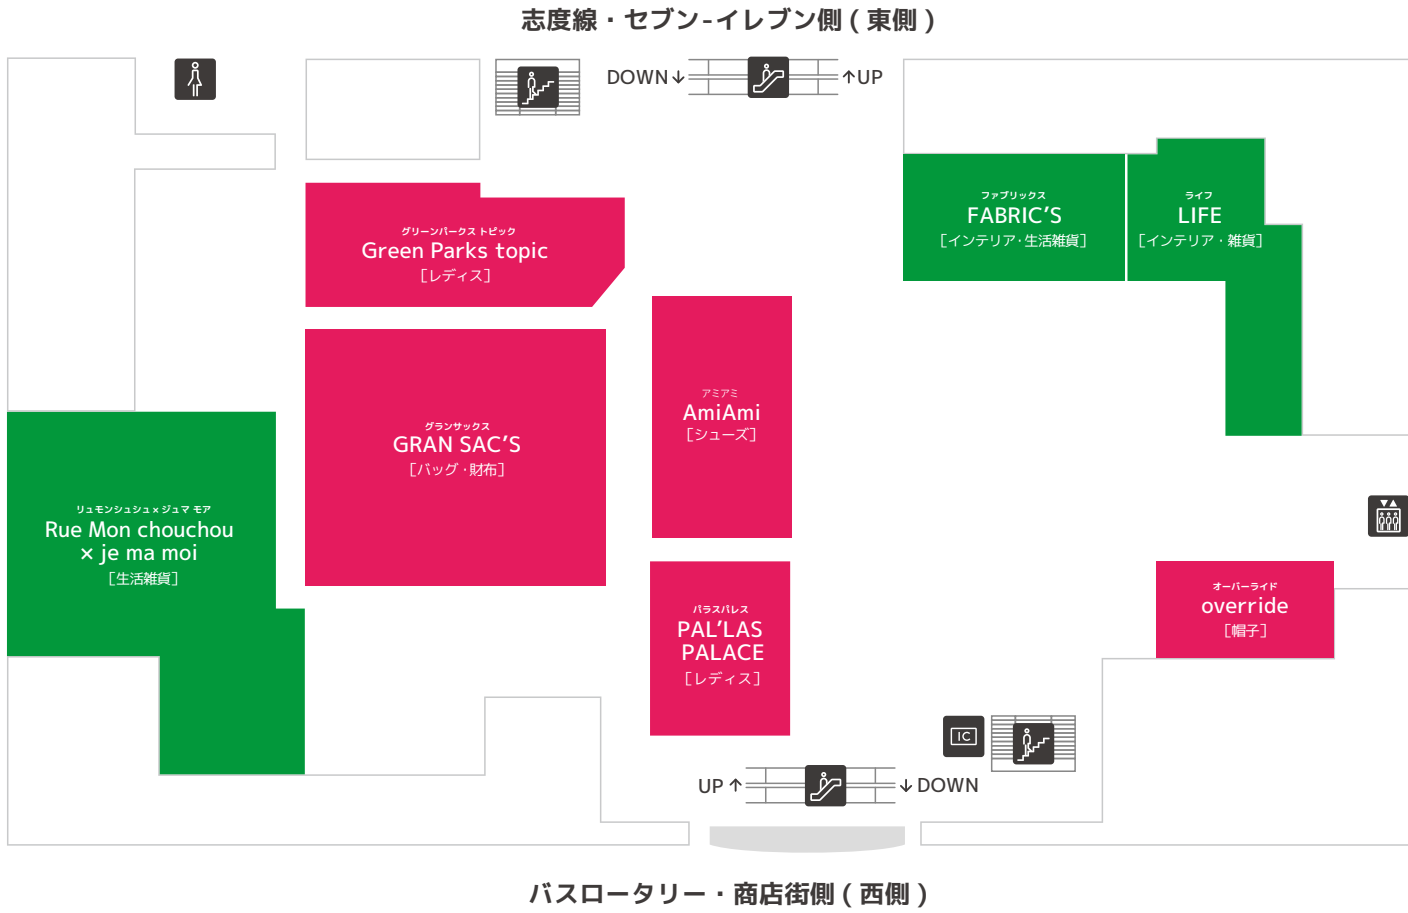 志度線・セブン-イレブン側 ( 東側 )
DOWN ↓
↑ UP
グリーンパークス トピック
Green Parks topic
［レディス］
ファブリックス
FABRIC'S
［インテリア・生活雑貨］
ライフ
LIFE
［インテリア・雑貨］
アミアミ
AmiAmi
［シューズ］
グランサックス
GRAN SAC'S
［バッグ・財布］
リュモンシュシュ × ジュマ モア
Rue Mon chouchou
× je ma moi
［生活雑貨］
パラスパレス
PAL'LAS
PALACE
［レディス］
オーバーライド
override
［帽子］
IC
UP ↑
↓ DOWN
バスロータリー・商店街側 ( 西側 )